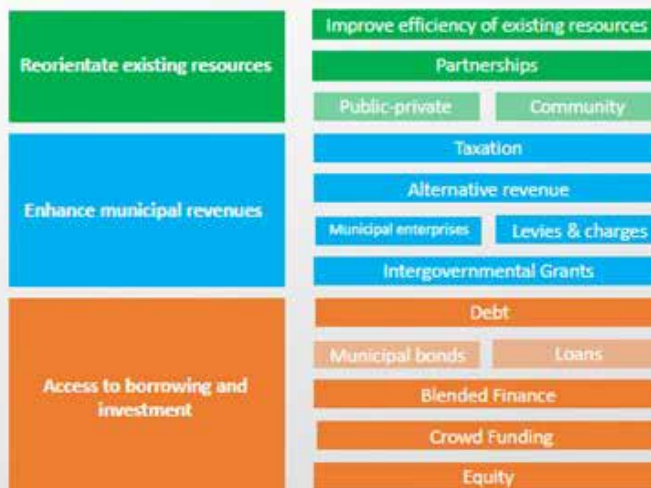 Reorientate existing resources
Improve efficiency of existing resources
Partnerships
Public-private
Community
Enhance municipal revenues
Taxation
Alternative revenue
Municipal enterprises
Levies & charges
Intergovernmental Grants
Access to borrowing and
investment
Debt
Municipal bonds
Loans
Blended Finance
Crowd Funding
Equity